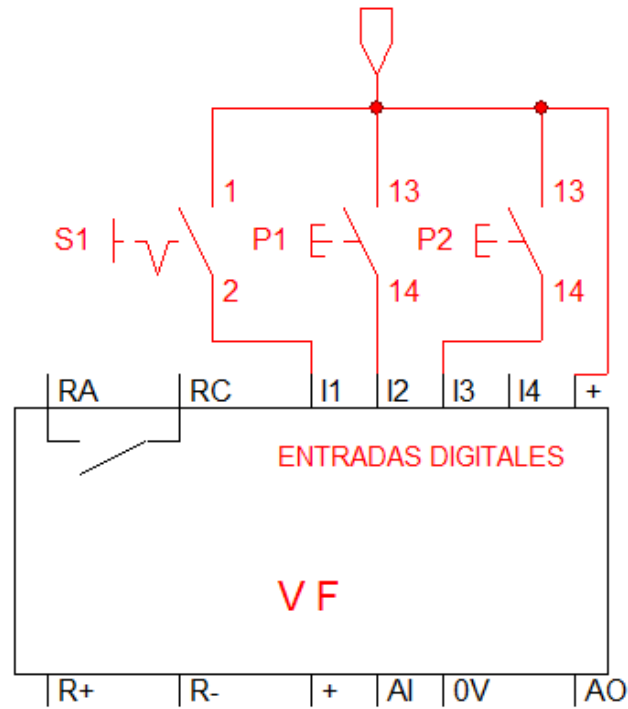 1 13 13
S1 P1 P2
2 14 14
RA RC I1 I2 I3 I4 +
ENTRADAS DIGITALES
V F
R+ R- + AI 0V AO